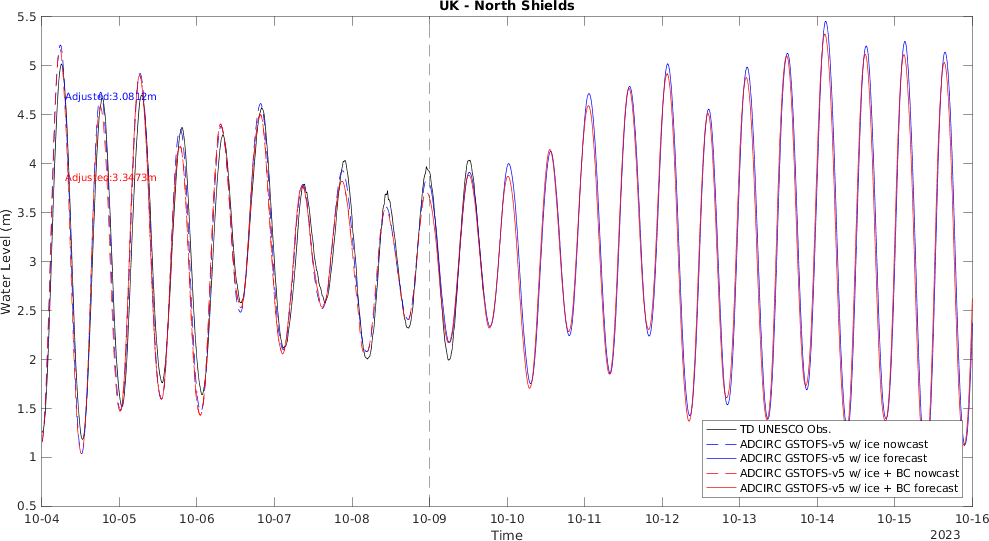 UK - North Shields
5.5
5
4.5
4
3.5
3
2.5
2
1.5
1
0.5
Water Level (m)
Adjusted:3.0812m
Adjusted:3.3473m
TD UNESCO Obs.
ADCIRC GSTOFS-v5 w/ ice nowcast
ADCIRC GSTOFS-v5 w/ ice forecast
ADCIRC GSTOFS-v5 w/ ice + BC nowcast
ADCIRC GSTOFS-v5 w/ ice + BC forecast
10-04 10-05 10-06 10-07 10-08 10-09 10-10 10-11 10-12 10-13 10-14 10-15 10-16
Time
2023